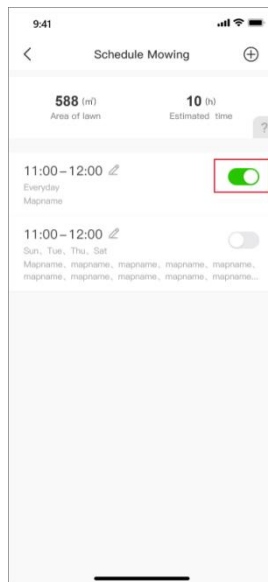 9:41
Schedule Mowing
588 (㎡)
10 (h)
Area of lawn
Estimated time
?
11:00–12:00
Everyday
Mapname
11:00–12:00
Sun、Tue、Thu、Sat
Mapname、mapname、mapname、mapname、mapname、
mapname、mapname、mapname、mapname、mapname...